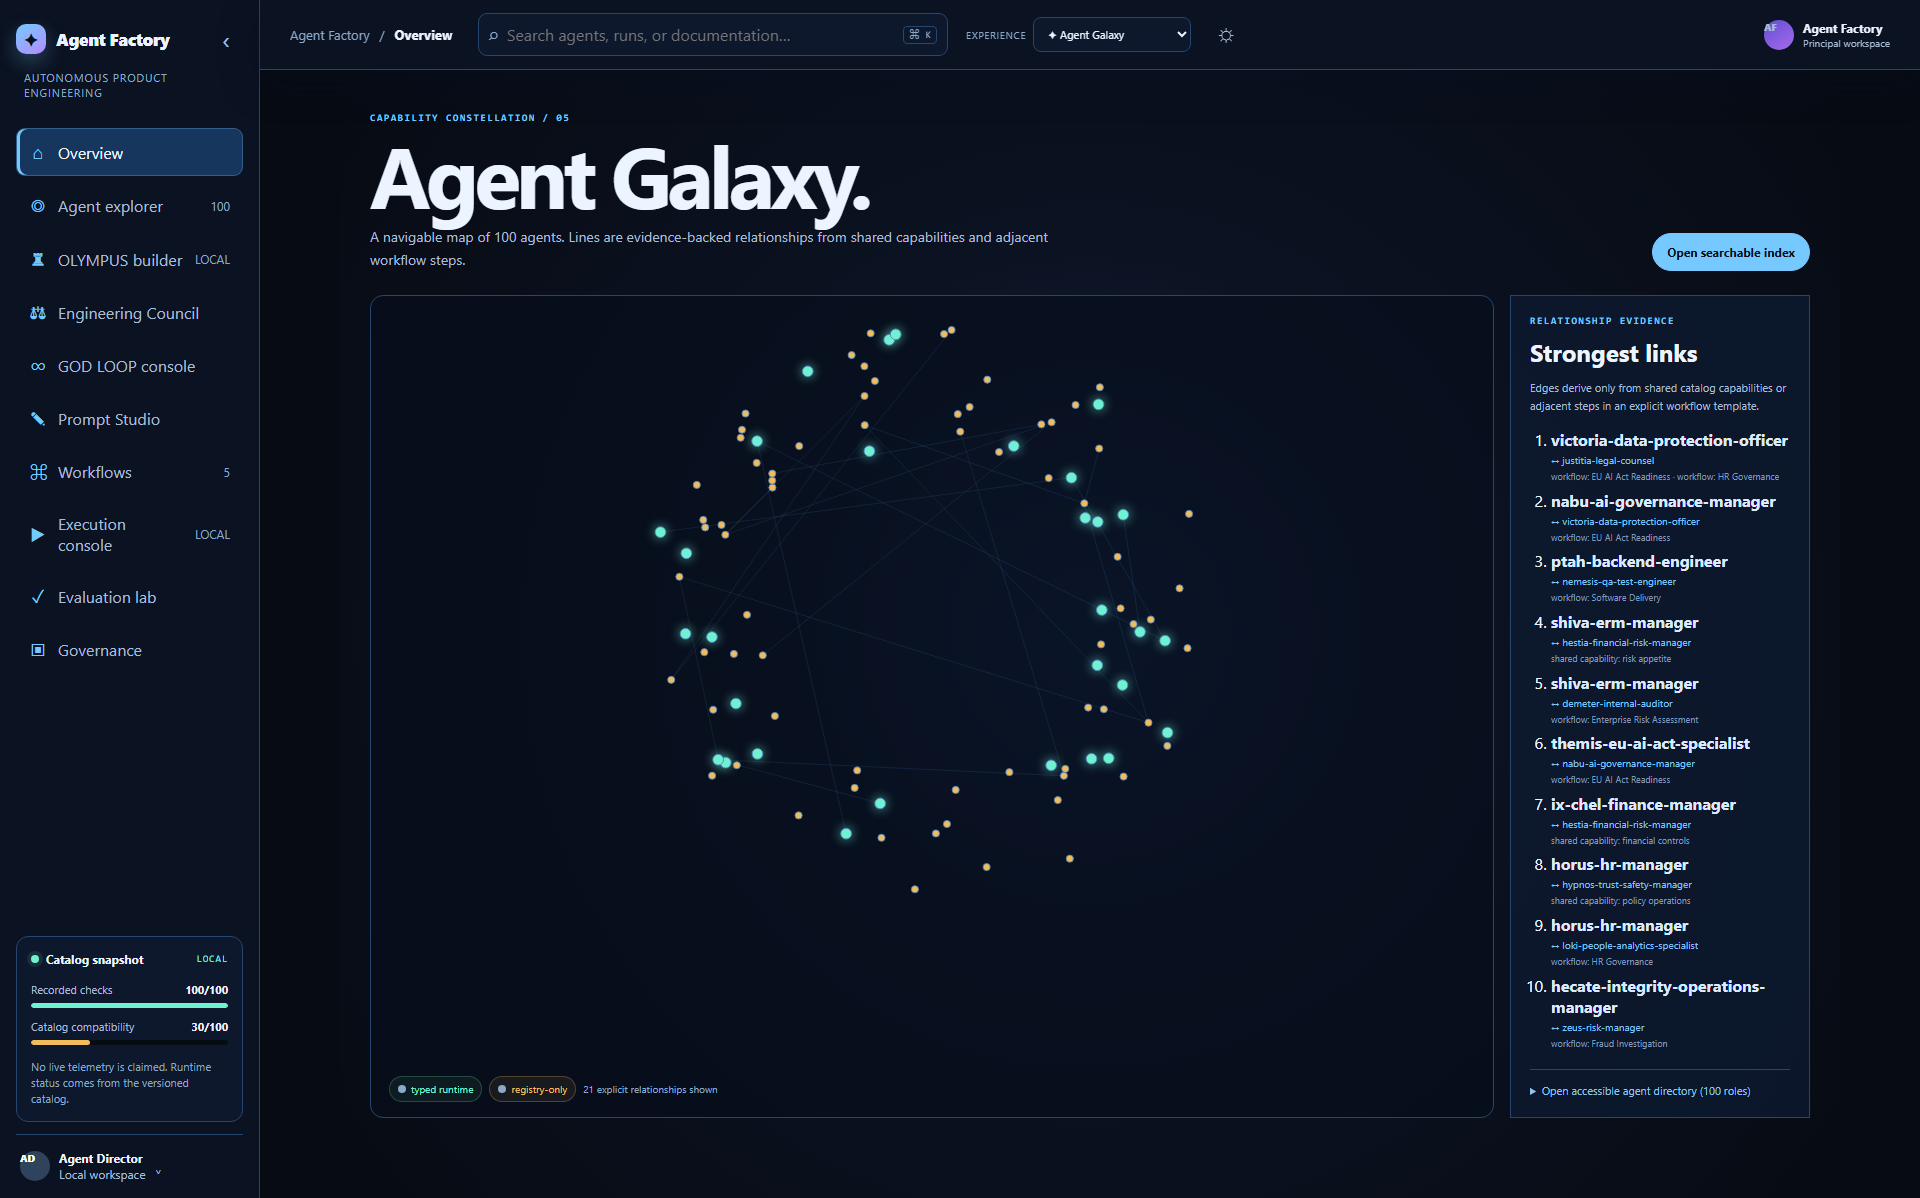 Agent Factory
AUTONOMOUS PRODUCT
ENGINEERING
Overview
Agent explorer 100
OLYMPUS builder LOCAL
Engineering Council
GOD LOOP console
Prompt Studio
Workflows 5
Execution
console
LOCAL
Evaluation lab
Governance
Catalog snapshot LOCAL
Recorded checks 100/100
Catalog compatibility 30/100
No live telemetry is claimed. Runtime
status comes from the versioned
catalog.
AD
Agent Director
Local workspace
Agent Factory / Overview
Search agents, runs, or documentation...
⌘ K
EXPERIENCE
✦ Agent Galaxy
AF
Agent Factory
Principal workspace
CAPABILITY CONSTELLATION / 05
Agent Galaxy.
A navigable map of 100 agents. Lines are evidence-backed relationships from shared capabilities and adjacent
workflow steps.
Open searchable index
typed runtime
registry-only
21 explicit relationships shown
RELATIONSHIP EVIDENCE
Strongest links
Edges derive only from shared catalog capabilities or
adjacent steps in an explicit workflow template.
1. victoria-data-protection-officer
↔ justitia-legal-counsel
workflow: EU AI Act Readiness · workflow: HR Governance
2. nabu-ai-governance-manager
↔ victoria-data-protection-officer
workflow: EU AI Act Readiness
3. ptah-backend-engineer
↔ nemesis-qa-test-engineer
workflow: Software Delivery
4. shiva-erm-manager
↔ hestia-financial-risk-manager
shared capability: risk appetite
5. shiva-erm-manager
↔ demeter-internal-auditor
workflow: Enterprise Risk Assessment
6. themis-eu-ai-act-specialist
↔ nabu-ai-governance-manager
workflow: EU AI Act Readiness
7. ix-chel-finance-manager
↔ hestia-financial-risk-manager
shared capability: financial controls
8. horus-hr-manager
↔ hypnos-trust-safety-manager
shared capability: policy operations
9. horus-hr-manager
↔ loki-people-analytics-specialist
workflow: HR Governance
10. hecate-integrity-operations-
manager
↔ zeus-risk-manager
workflow: Fraud Investigation
▶ Open accessible agent directory (100 roles)